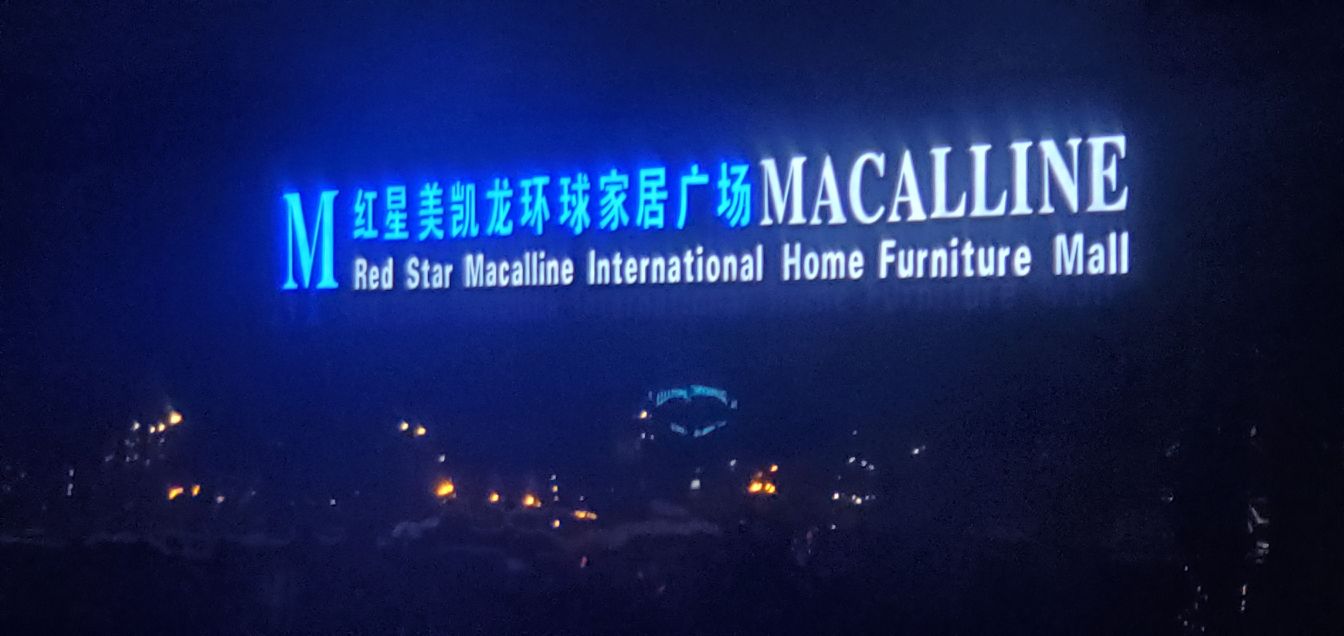 M 红星美凯龙环球家居广场 MACALLINE
Red Star Macalline International Home Furniture Mall